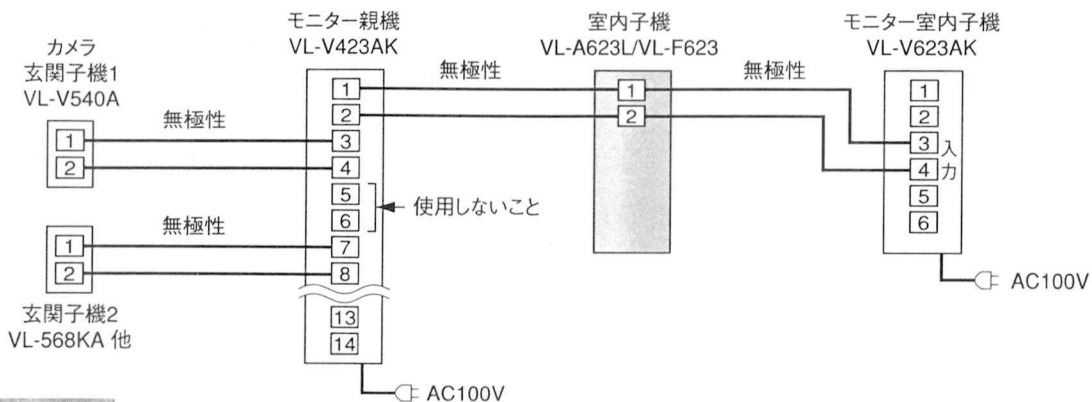 カメラ
玄関子機1
VL-V540A
1
2
無極性
玄関子機2
VL-568KA 他
1
2
無極性
モニター親機
VL-V423AK
1
2
3
4
5
6
7
8
13
14
使用しないこと
AC100V
無極性
室内子機
VL-A623L/VL-F623
1
2
無極性
モニター室内子機
VL-V623AK
1
2
3
4
5
6
入力
AC100V